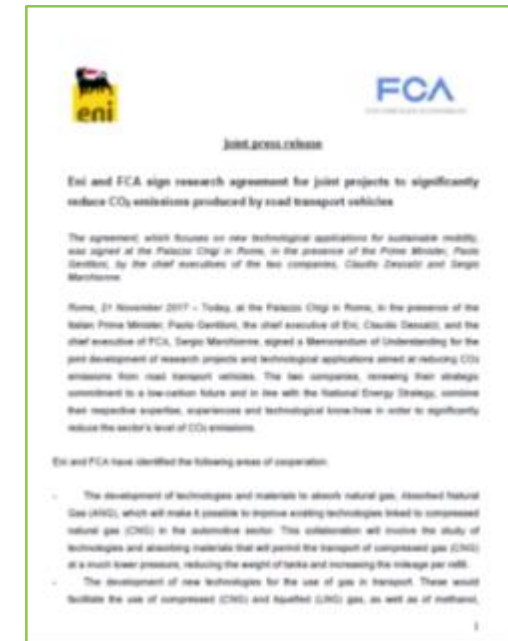 eni
FCA
Joint press release
Eni and FCA sign research agreement for joint projects to significantly
reduce CO₂ emissions produced by road transport vehicles
The agreement, which focuses on new technological applications for sustainable mobility,
was signed at the Palazzo Chigi in Rome, in the presence of the Prime Minister, Paolo
Gentiloni, by the chief executives of the two companies, Claudio Descalzi and Sergio
Marchionne.
Rome, 21 November 2017 – Today, at the Palazzo Chigi in Rome, in the presence of the
Italian Prime Minister, Paolo Gentiloni, the chief executive of Eni, Claudio Descalzi, and the
chief executive of FCA, Sergio Marchionne, signed a Memorandum of Understanding for the
joint development of research projects and technological applications aimed at reducing CO₂
emissions from road transport vehicles. The two companies, renewing their strategic
commitment to a low-carbon future and in line with the National Energy Strategy, combine
their respective expertise, experiences and technological know-how in order to significantly
reduce the sector's level of CO₂ emissions.
Eni and FCA have identified the following areas of cooperation:
- The development of technologies and materials to absorb natural gas, Absorbed Natural
Gas (ANG), which will make it possible to improve existing technologies linked to compressed
natural gas (CNG) in the automotive sector. This collaboration will involve the study of
technologies and absorbing materials that will permit the transport of compressed gas (CNG)
at a much lower pressure, reducing the weight of tanks and increasing the mileage per refill.
- The development of new technologies for the use of gas in transport. These would
facilitate the use of compressed (CNG) and liquefied (LNG) gas, as well as of methanol,
1